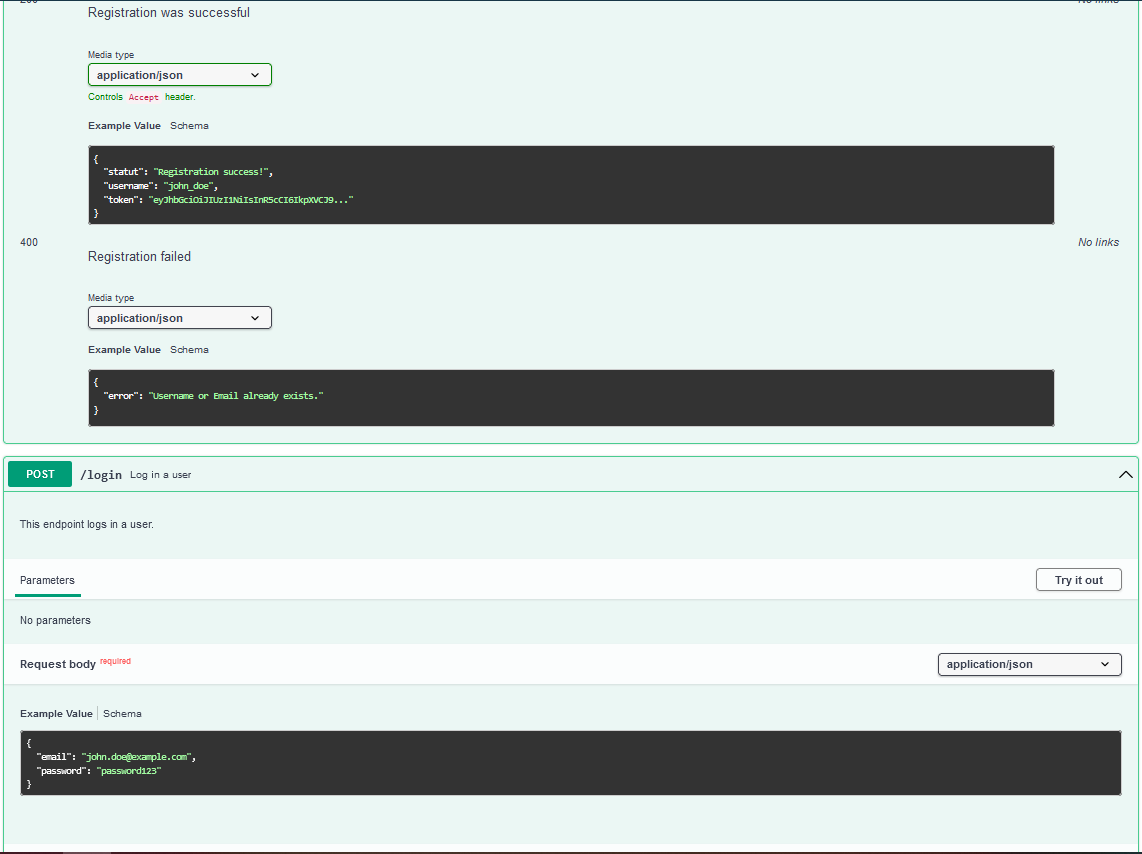 Registration was successful
Media type
application/json
Controls Accept header.
Example Value Schema
{
"statut": "Registration success!",
"username": "john_doe",
"token": "eyJhbGciOiJIUzI1NiIsInR5cCI6IkpXVCJ9..."
}
400 No links
Registration failed
Media type
application/json
Example Value Schema
{
"error": "Username or Email already exists."
}
POST /login Log in a user
This endpoint logs in a user.
Parameters Try it out
No parameters
Request body required application/json
Example Value Schema
{
"email": "john.doe@example.com",
"password": "password123"
}